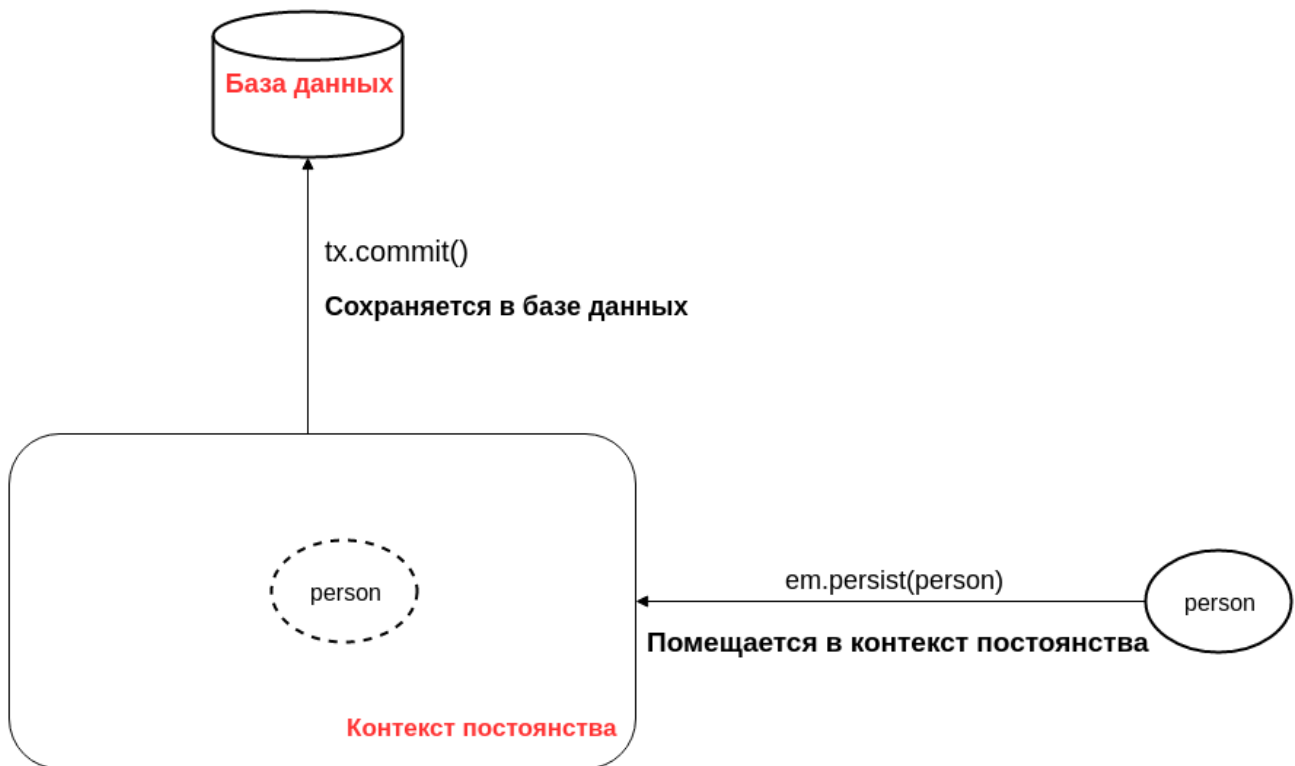 База данных
tx.commit()
Сохраняется в базе данных
person
em.persist(person)
person
Помещается в контекст постоянства
Контекст постоянства